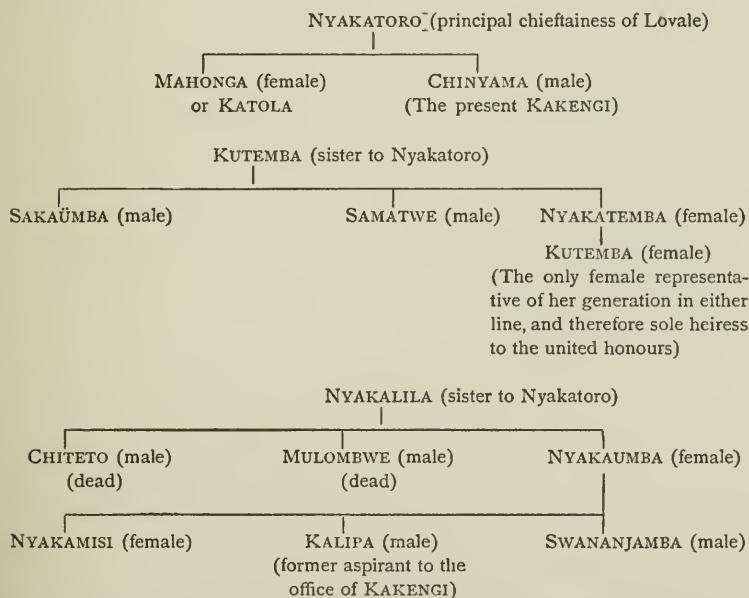 NYAKATORO (principal chieftainess of Lovale)
MAHONGA (female) CHINYAMA (male)
or KATOLA (The present KAKENGI)
KUTEMBA (sister to Nyakatoro)
SAKAÜMBA (male) SAMATWE (male) NYAKATEMBA (female)
KUTEMBA (female)
(The only female representa-
tive of her generation in either
line, and therefore sole heiress
to the united honours)
NYAKALILA (sister to Nyakatoro)
CHITETO (male) MULOMBWE (male) NYAKAUMBA (female)
(dead) (dead)
NYAKAMISI (female) KALIPA (male) SWANANJAMBA (male)
(former aspirant to the
office of KAKENGI)